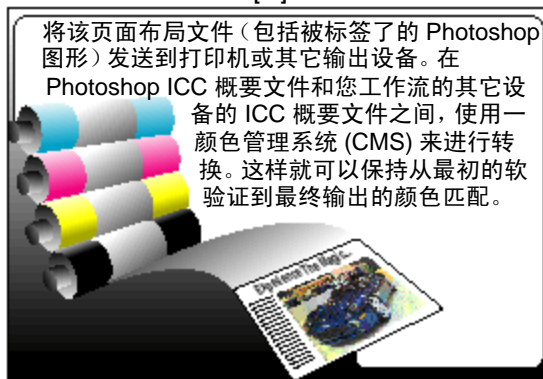 将该页面布局文件（包括被标签了的 Photoshop
图形）发送到打印机或其它输出设备。在
Photoshop ICC 概要文件和您工作流的其它设
备的 ICC 概要文件之间，使用一
颜色管理系统 (CMS) 来进行转
换。这样就可以保持从最初的软
验证到最终输出的颜色匹配。